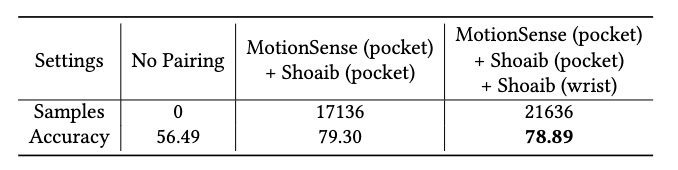 Settings No Pairing MotionSense (pocket) + Shoaib (pocket) MotionSense (pocket) + Shoaib (pocket) + Shoaib (wrist)
Samples 0 17136 21636
Accuracy 56.49 79.30 78.89